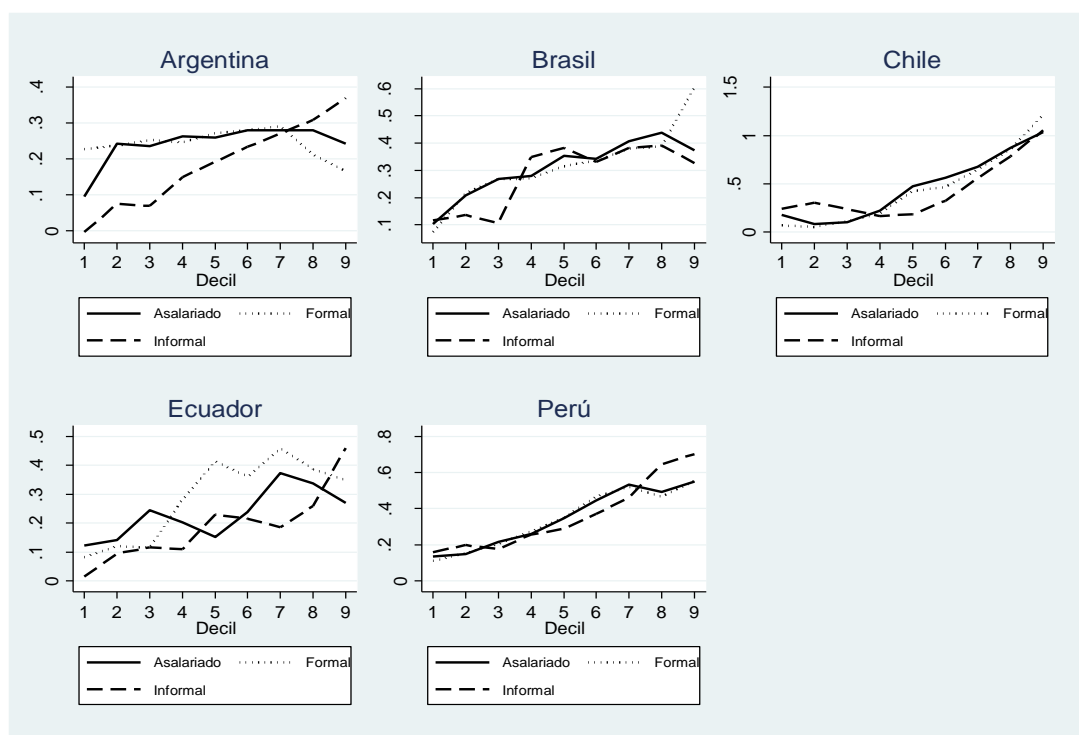 Argentina
.4
.3
.2
.1
0
1 2 3 4 5 6 7 8 9
Decil
Asalariado Formal
Informal
Brasil
.6
.5
.4
.3
.2
.1
1 2 3 4 5 6 7 8 9
Decil
Asalariado Formal
Informal
Chile
1.5
1
.5
0
1 2 3 4 5 6 7 8 9
Decil
Asalariado Formal
Informal
Ecuador
.5
.4
.3
.2
.1
0
1 2 3 4 5 6 7 8 9
Decil
Asalariado Formal
Informal
Perú
.8
.6
.4
.2
0
1 2 3 4 5 6 7 8 9
Decil
Asalariado Formal
Informal